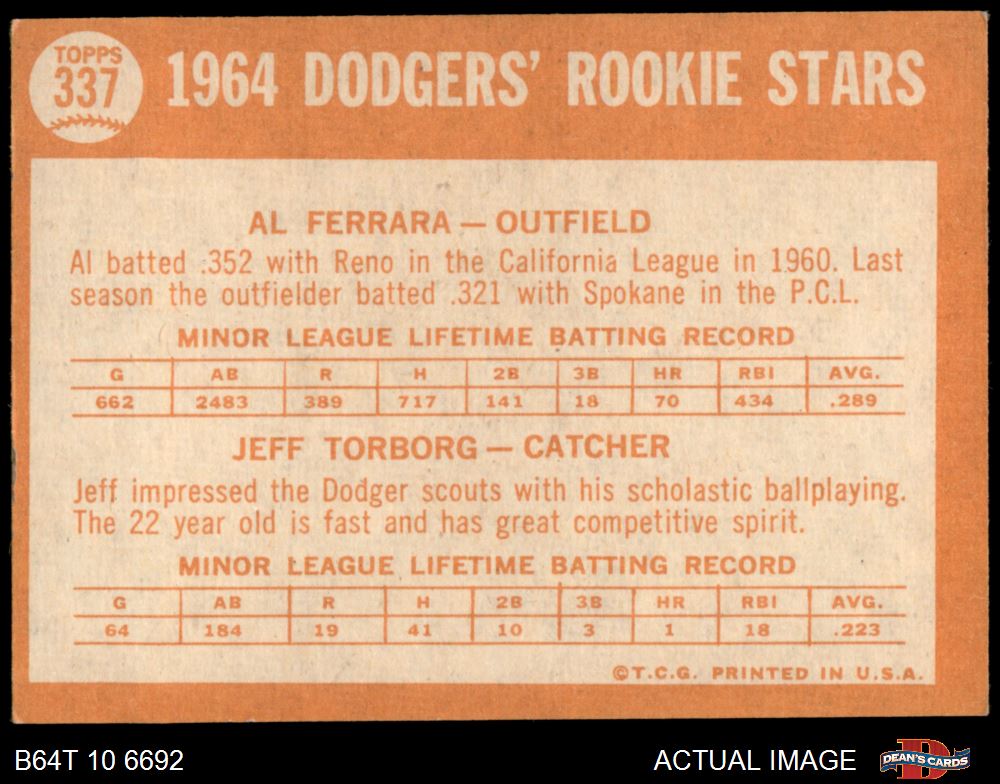 TOPPS
337
1964 DODGERS' ROOKIE STARS
AL FERRARA — OUTFIELD
Al batted .352 with Reno in the California League in 1960. Last
season the outfielder batted .321 with Spokane in the P.C.L.
MINOR LEAGUE LIFETIME BATTING RECORD
G AB R H 2B 3B HR RBI AVG.
662 2483 389 717 141 18 70 434 .289
JEFF TORBORG — CATCHER
Jeff impressed the Dodger scouts with his scholastic ballplaying.
The 22 year old is fast and has great competitive spirit.
MINOR LEAGUE LIFETIME BATTING RECORD
G AB R H 2B 3B HR RBI AVG.
64 184 19 41 10 3 1 18 .223
©T.C.G. PRINTED IN U.S.A.
B64T 10 6692
ACTUAL IMAGE
DEAN'S CARDS